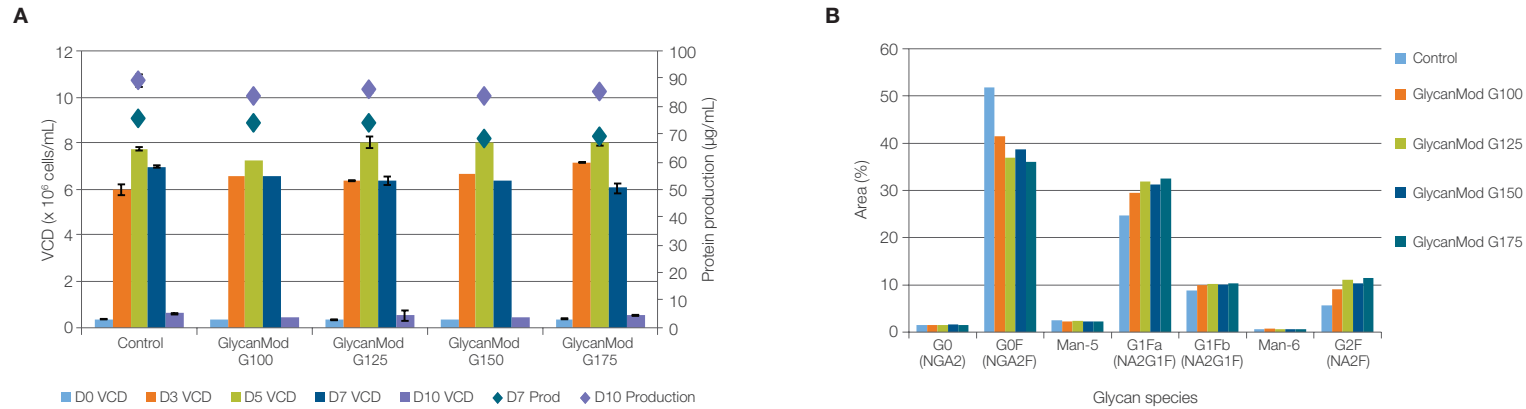 A
VCD (x 10⁶ cells/mL)
12
10
8
6
4
2
0
100
90
80
70
60
50
40
30
20
10
0
Protein production (μg/mL)
Control
GlycanMod
G100
GlycanMod
G125
GlycanMod
G150
GlycanMod
G175
D0 VCD D3 VCD D5 VCD D7 VCD D10 VCD D7 Prod D10 Production
B
Area (%)
60
50
40
30
20
10
0
G0
(NGA2)
G0F
(NGA2F)
Man-5
G1Fa
(NA2G1F)
G1Fb
(NA2G1F)
Man-6
G2F
(NA2F)
Glycan species
Control
GlycanMod G100
GlycanMod G125
GlycanMod G150
GlycanMod G175